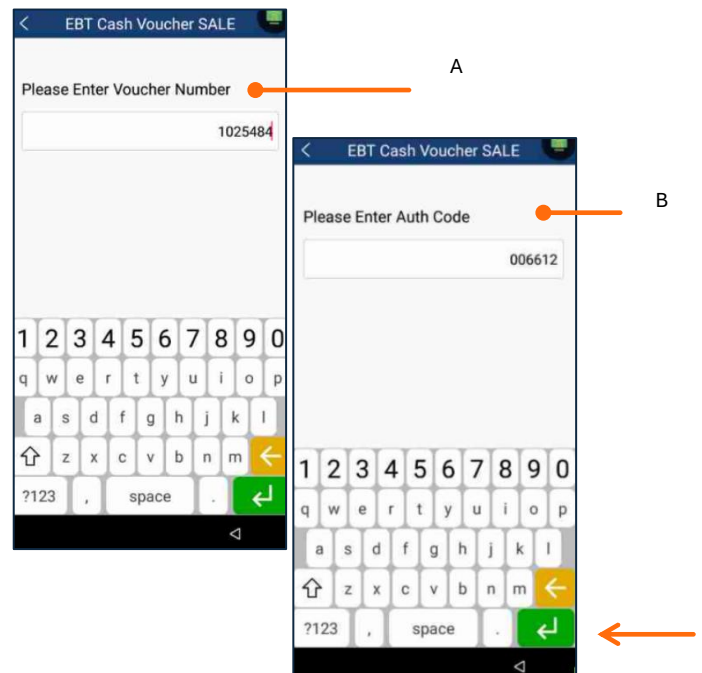 EBT Cash Voucher SALE
Please Enter Voucher Number
1025484
1 2 3 4 5 6 7 8 9 0
q w e r t y u i o p
a s d f g h j k l
z x c v b n m
?123 , space .
A
EBT Cash Voucher SALE
Please Enter Auth Code
006612
1 2 3 4 5 6 7 8 9 0
q w e r t y u i o p
a s d f g h j k l
z x c v b n m
?123 , space .
B